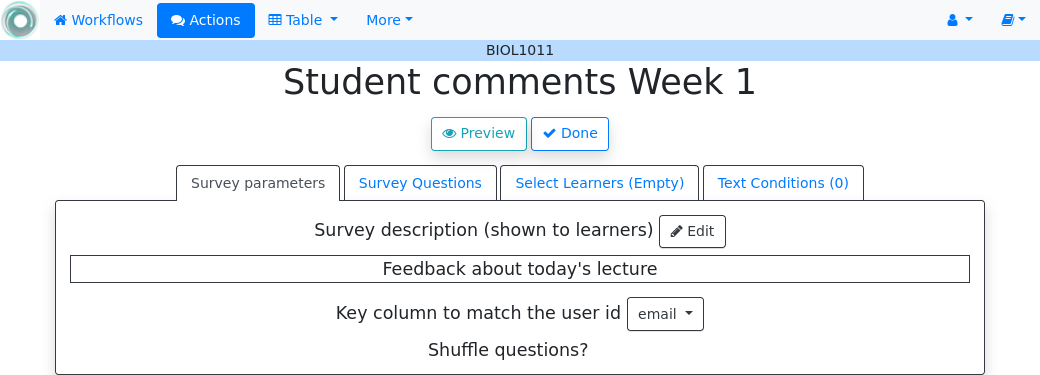 Workflows Actions Table More
BIOL1011
Student comments Week 1
Preview Done
Survey parameters Survey Questions Select Learners (Empty) Text Conditions (0)
Survey description (shown to learners) Edit
Feedback about today's lecture
Key column to match the user id email
Shuffle questions?